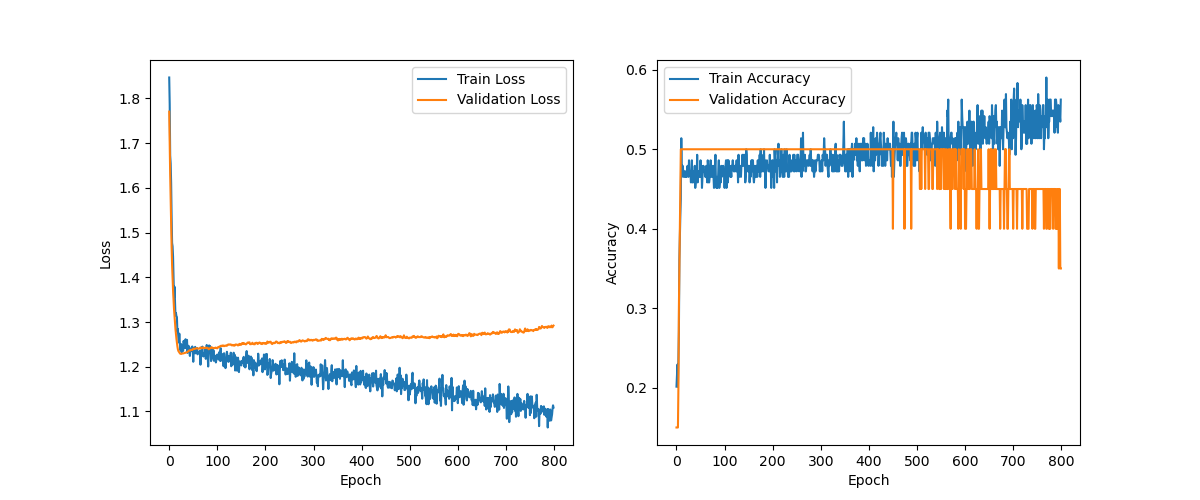 Train Loss
Validation Loss
1.8
1.7
1.6
1.5
1.4
1.3
1.2
1.1
Loss
0 100 200 300 400 500 600 700 800
Epoch
Train Accuracy
Validation Accuracy
0.6
0.5
0.4
0.3
0.2
Accuracy
0 100 200 300 400 500 600 700 800
Epoch